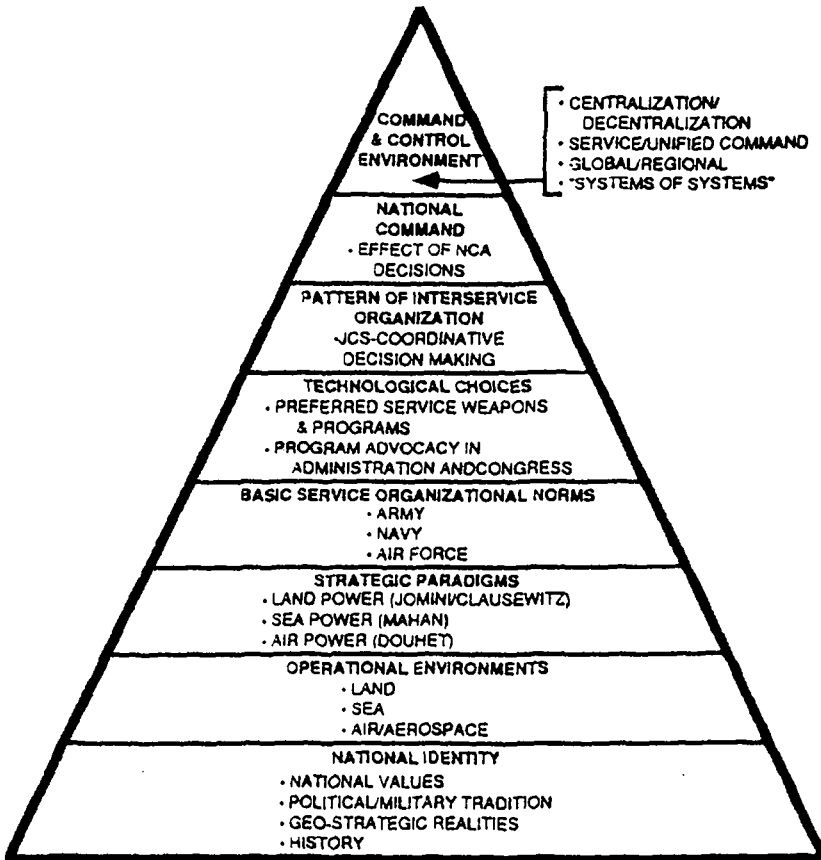 COMMAND
& CONTROL
ENVIRONMENT
• CENTRALIZATION/
DECENTRALIZATION
• SERVICE/UNIFIED COMMAND
• GLOBAL/REGIONAL
• "SYSTEMS OF SYSTEMS"
NATIONAL
COMMAND
• EFFECT OF NCA
DECISIONS
PATTERN OF INTERSERVICE
ORGANIZATION
•JCS-COORDINATIVE
DECISION MAKING
TECHNOLOGICAL CHOICES
• PREFERRED SERVICE WEAPONS
& PROGRAMS
• PROGRAM ADVOCACY IN
ADMINISTRATION ANDCONGRESS
BASIC SERVICE ORGANIZATIONAL NORMS
• ARMY
• NAVY
• AIR FORCE
STRATEGIC PARADIGMS
• LAND POWER (JOMINI/CLAUSEWITZ)
• SEA POWER (MAHAN)
• AIR POWER (DOUHET)
OPERATIONAL ENVIRONMENTS
• LAND
• SEA
• AIR/AEROSPACE
NATIONAL IDENTITY
• NATIONAL VALUES
• POLITICAL/MILITARY TRADITION
• GEO-STRATEGIC REALITIES
• HISTORY